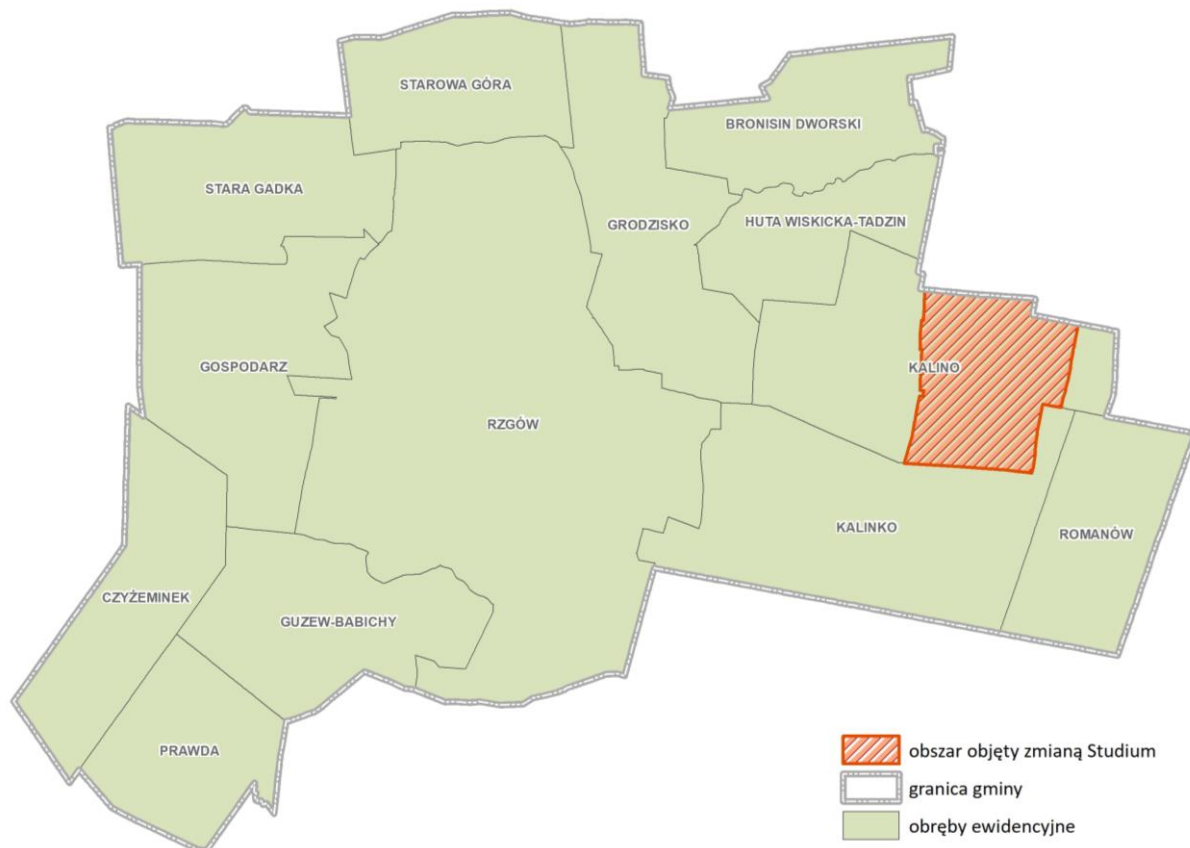 STAROWA GÓRA
BRONISIN DWORSKI
STARA GADKA
GRODZISKO
HUTA WISKICKA-TADZIN
GOSPODARZ
KALINO
RZGÓW
KALINKO
ROMANÓW
CZYŻEMINEK
GUZEW-BABICHY
PRAWDA
obszar objęty zmianą Studium
granica gminy
obręby ewidencyjne